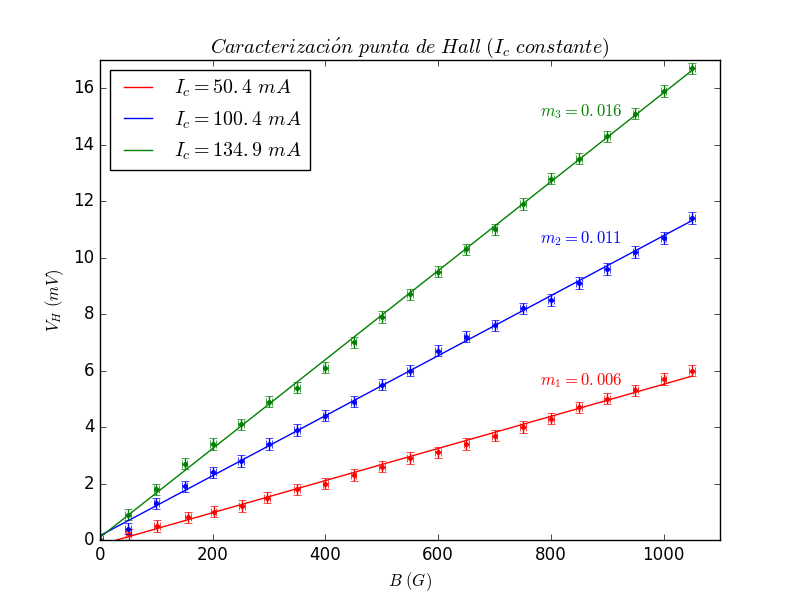 Caracterización punta de Hall (I_c constante)
I_c = 50.4 mA
I_c = 100.4 mA
I_c = 134.9 mA
m_3 = 0.016
m_2 = 0.011
m_1 = 0.006
16
14
12
10
8
6
4
2
0
V_H (mV)
0 200 400 600 800 1000
B (G)